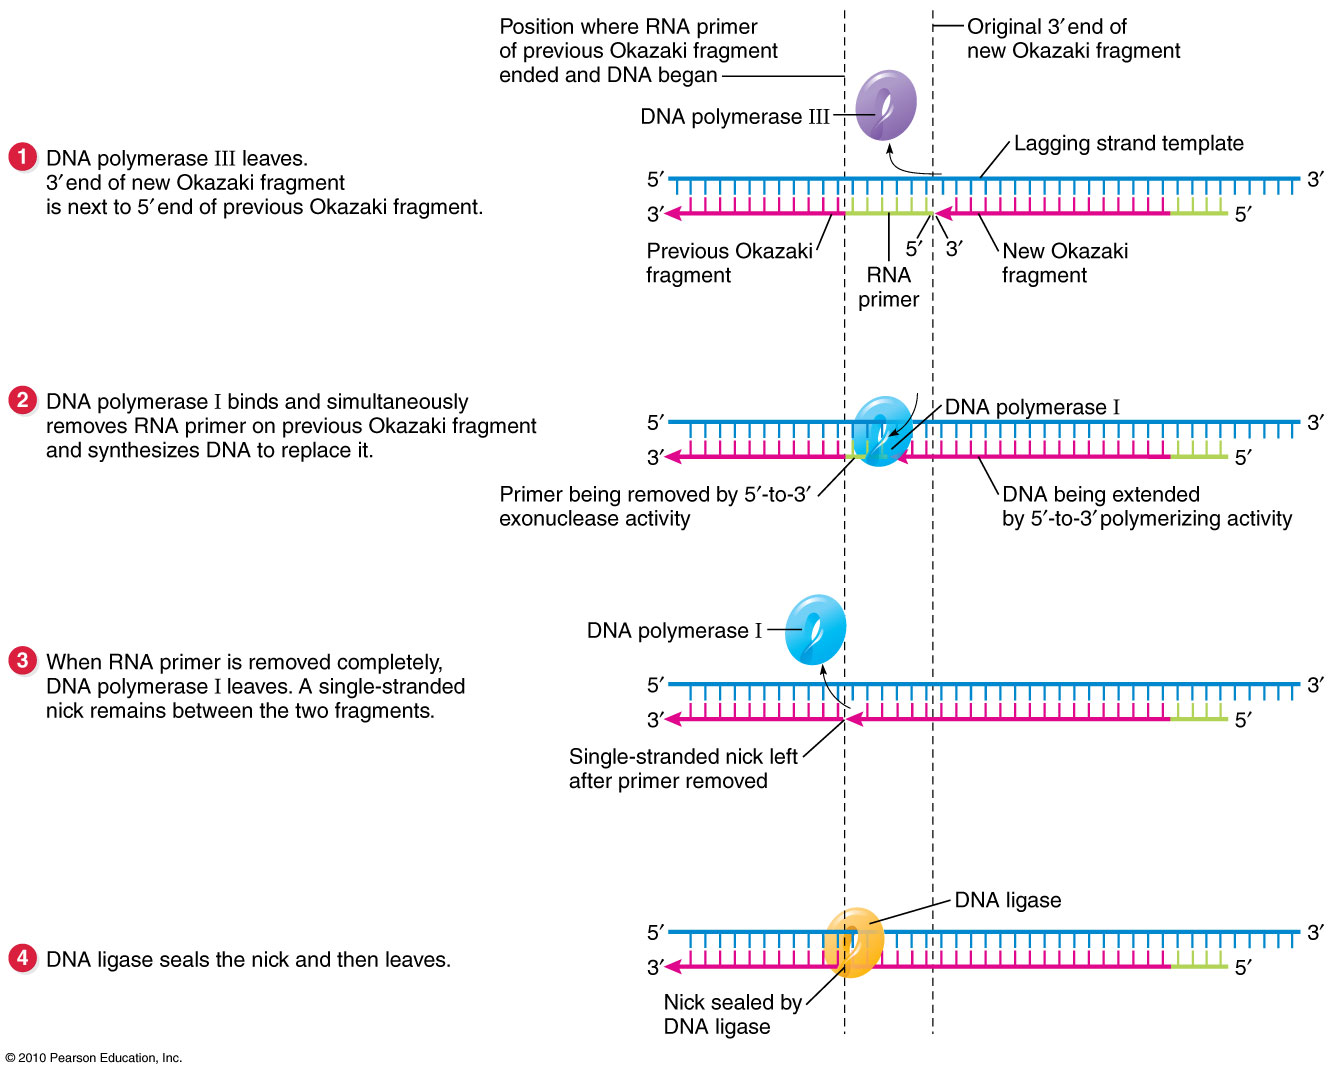 Position where RNA primer
of previous Okazaki fragment
ended and DNA began
Original 3′ end of
new Okazaki fragment
DNA polymerase III
1
DNA polymerase III leaves.
3′ end of new Okazaki fragment
is next to 5′ end of previous Okazaki fragment.
Lagging strand template
5′
3′
3′
5′
Previous Okazaki
fragment
5′
3′
RNA
primer
New Okazaki
fragment
2
DNA polymerase I binds and simultaneously
removes RNA primer on previous Okazaki fragment
and synthesizes DNA to replace it.
DNA polymerase I
5′
3′
3′
5′
Primer being removed by 5′-to-3′
exonuclease activity
DNA being extended
by 5′-to-3′ polymerizing activity
DNA polymerase I
3
When RNA primer is removed completely,
DNA polymerase I leaves. A single-stranded
nick remains between the two fragments.
5′
3′
3′
5′
Single-stranded nick left
after primer removed
DNA ligase
4
DNA ligase seals the nick and then leaves.
5′
3′
3′
5′
Nick sealed by
DNA ligase
© 2010 Pearson Education, Inc.